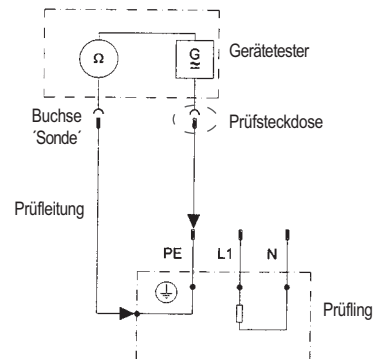 Ω
G
Gerätetester
Buchse
´Sonde´
Prüfsteckdose
Prüfleitung
PE
L1
N
Prüfling